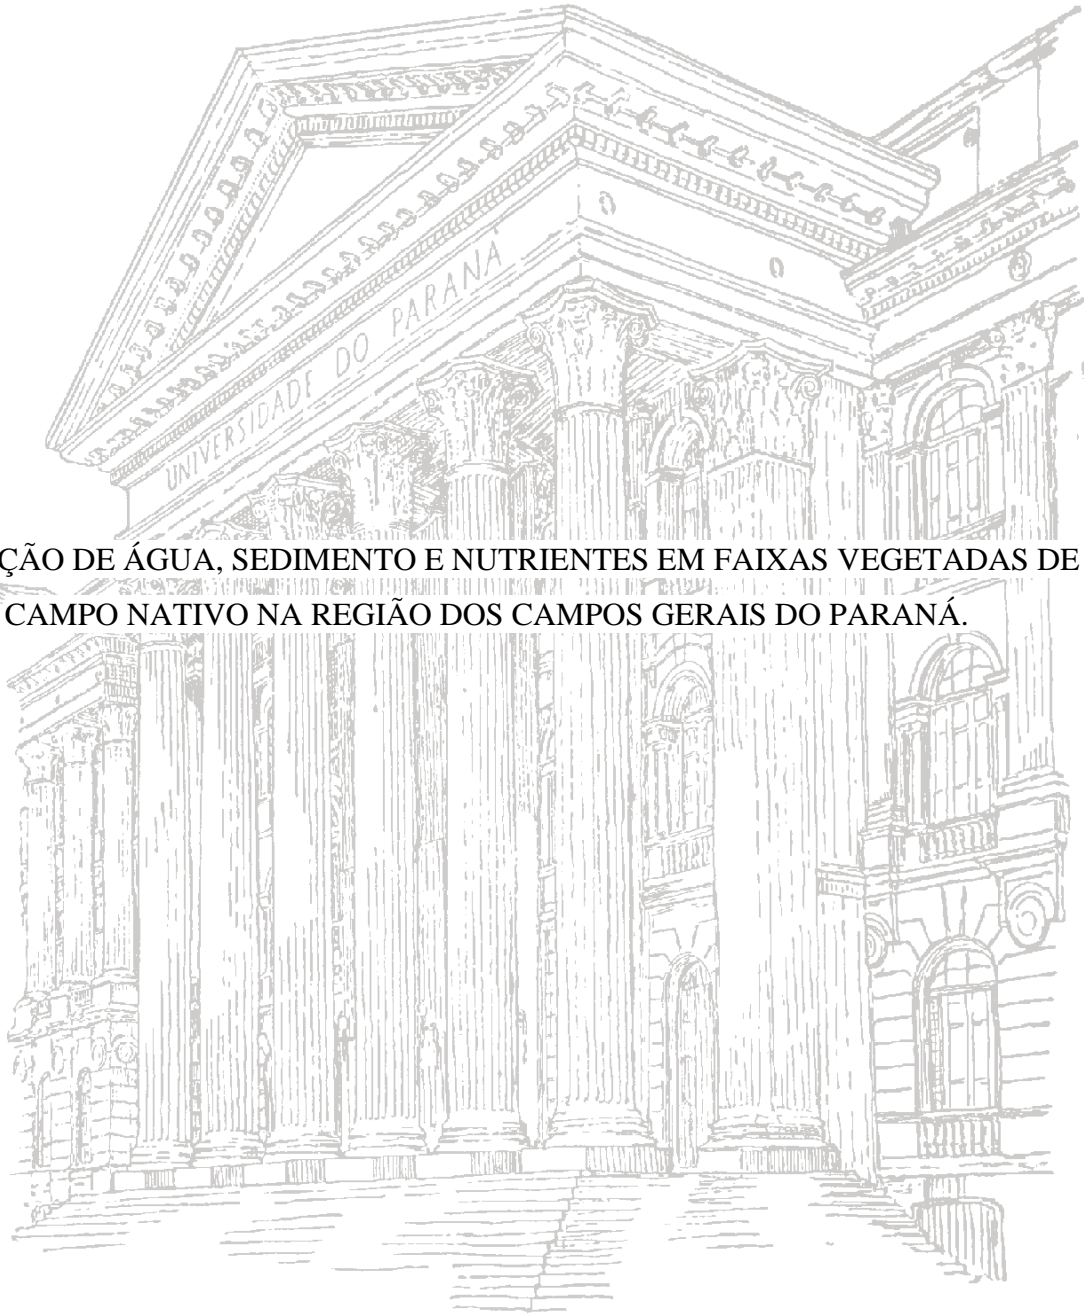 UNIVERSIDADE DO PARANÁ
ÇÃO DE ÁGUA, SEDIMENTO E NUTRIENTES EM FAIXAS VEGETADAS DE
CAMPO NATIVO NA REGIÃO DOS CAMPOS GERAIS DO PARANÁ.